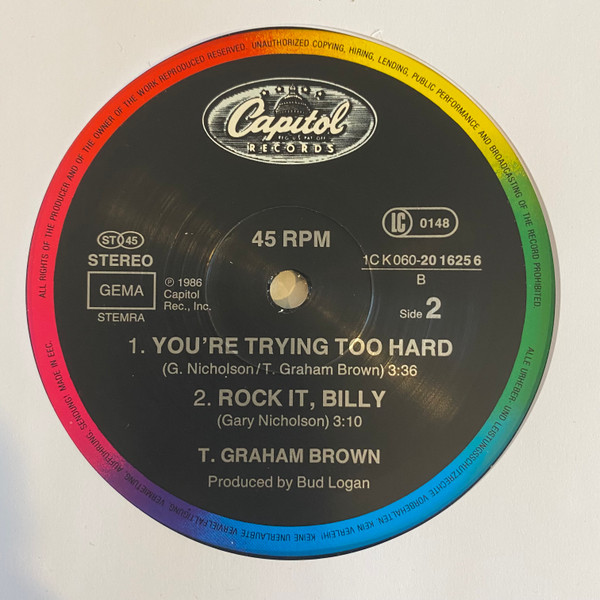 ALL RIGHTS OF THE PRODUCER AND OF THE OWNER OF THE WORK REPRODUCED RESERVED. UNAUTHORIZED COPYING, HIRING, LENDING, PUBLIC PERFORMANCE AND BROADCASTING OF THE RECORD PROHIBITED
Capitol
RECORDS
45 RPM
LC 0148
ST 45
STEREO
GEMA
STEMRA
℗ 1986
Capitol
Rec., Inc.
1C K 060-20 1625 6
B
Side 2
1. YOU'RE TRYING TOO HARD
(G. Nicholson/T. Graham Brown) 3:36
2. ROCK IT, BILLY
(Gary Nicholson) 3:10
T. GRAHAM BROWN
Produced by Bud Logan
ALLE URHEBER- UND LEISTUNGSSCHUTZRECHTE VORBEHALTEN. KEIN VERLEIH! KEINE UNERLAUBTE VERVIELFÄLTIGUNG, VERMIETUNG, AUFFÜHRUNG, SENDUNG! MADE IN EEC.